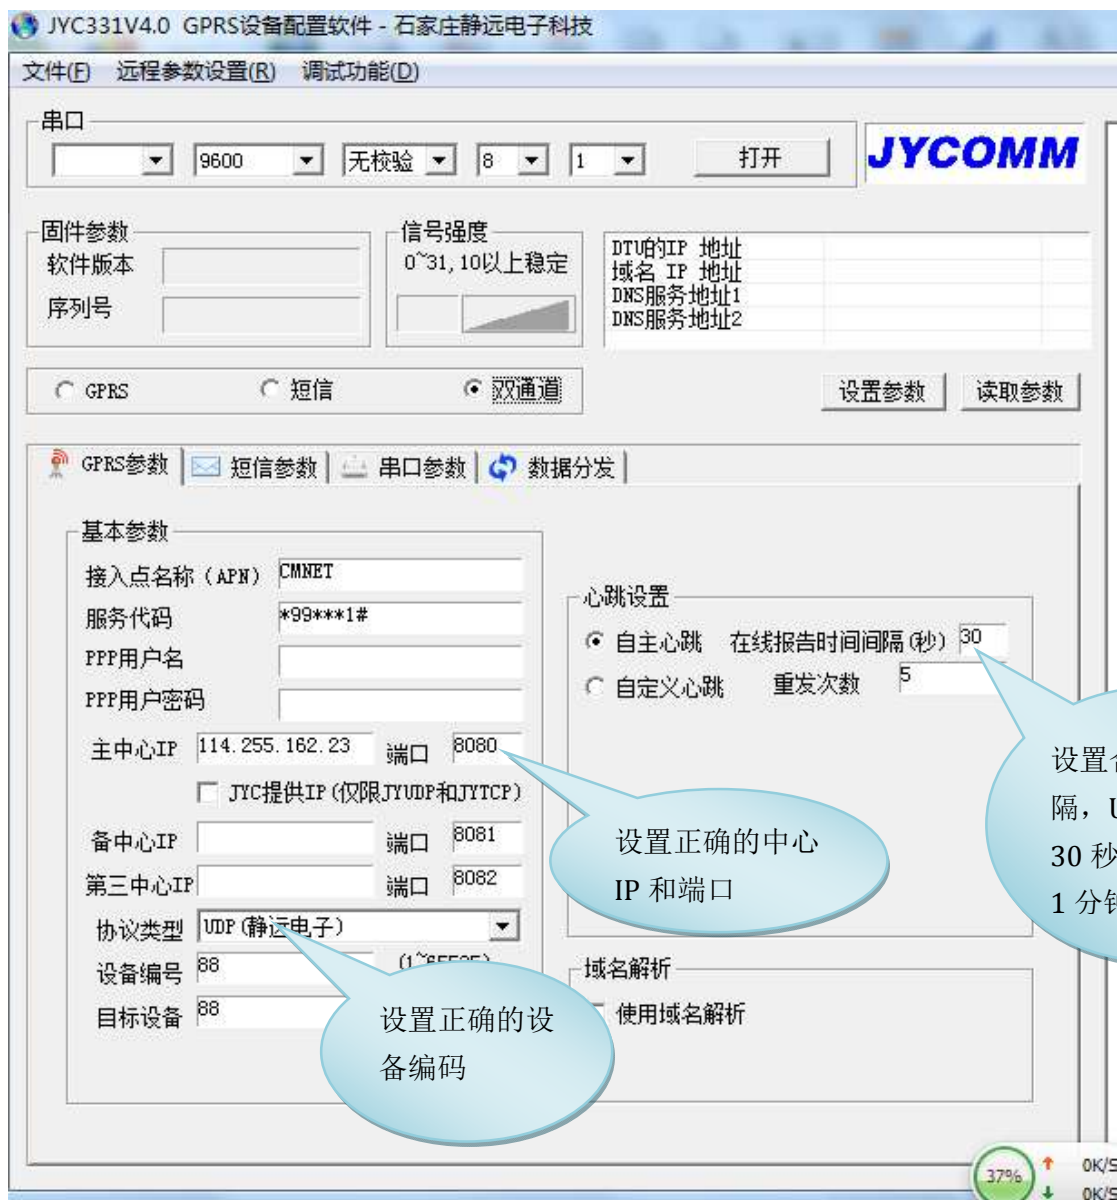 JYC331V4.0 GPRS设备配置软件 - 石家庄静远电子科技
文件(F) 远程参数设置(R) 调试功能(D)
串口
9600 无校验 8 1 打开
JYCOMM
固件参数
软件版本
序列号
信号强度
0~31,10以上稳定
DTU的IP 地址
域名 IP 地址
DNS服务地址1
DNS服务地址2
GPRS 短信 双通道
设置参数 读取参数
GPRS参数 短信参数 串口参数 数据分发
基本参数
接入点名称（APN） CMNET
服务代码 *99***1#
PPP用户名
PPP用户密码
主中心IP 114.255.162.23 端口 8080
JYC提供IP(仅限JYUDP和JYTCP)
备中心IP 端口 8081
第三中心IP 端口 8082
协议类型 UDP(静远电子)
设备编号 88
目标设备 88
心跳设置
自主心跳 在线报告时间间隔(秒) 30
自定义心跳 重发次数 5
域名解析
使用域名解析
设置正确的中心
IP 和端口
设置正确的设
备编码
设置
隔，U
30 秒
1 分钟
37%
0K/S
0K/S